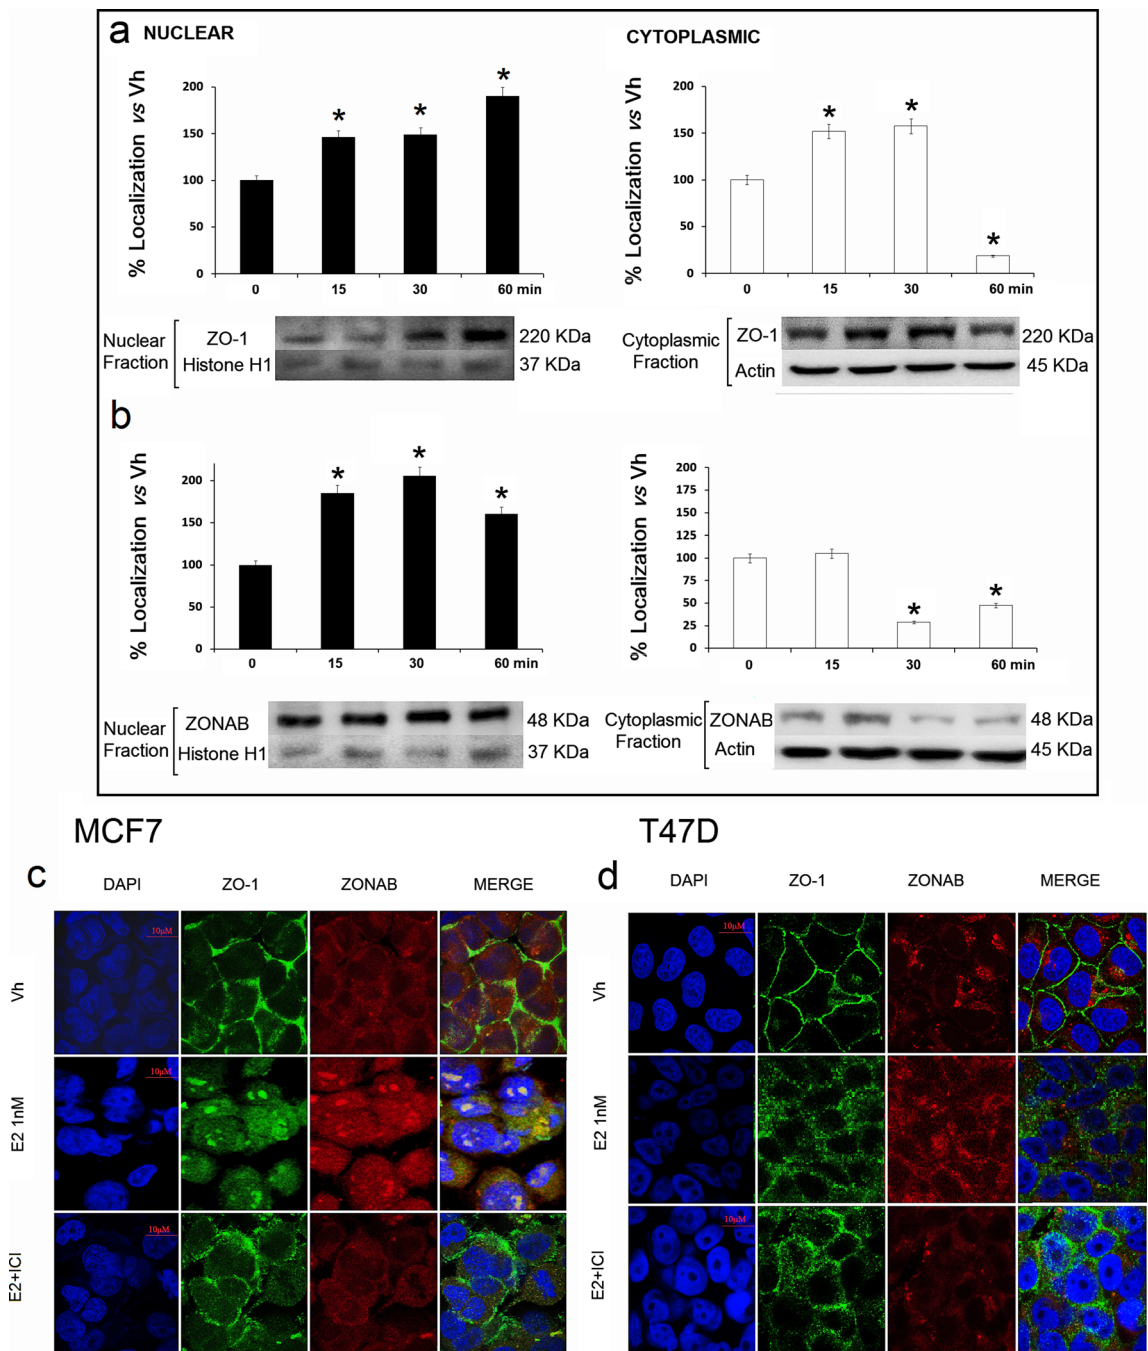 a NUCLEAR CYTOPLASMIC
% Localization vs Vh
200
150
100
50
0
* * *
0 15 30 60 min
% Localization vs Vh
200
150
100
50
0
* * *
0 15 30 60 min
Nuclear Fraction
ZO-1 220 KDa
Histone H1 37 KDa
Cytoplasmic Fraction
ZO-1 220 KDa
Actin 45 KDa
b
% Localization vs Vh
200
150
100
50
0
* * *
0 15 30 60 min
% Localization vs Vh
200
175
150
125
100
75
50
25
0
* *
0 15 30 60 min
Nuclear Fraction
ZONAB 48 KDa
Histone H1 37 KDa
Cytoplasmic Fraction
ZONAB 48 KDa
Actin 45 KDa
MCF7
c DAPI ZO-1 ZONAB MERGE
Vh 10µM
E2 1nM 10µM
E2+ICI 10µM
T47D
d DAPI ZO-1 ZONAB MERGE
Vh 10µM
E2 1nM
E2+ICI 10µM